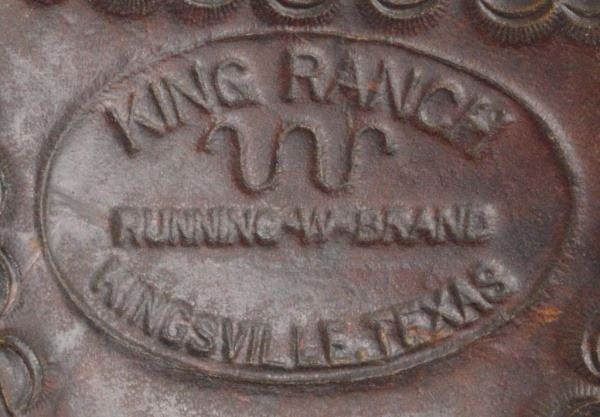 KING RANCH
RUNNING-W-BRAND
KINGSVILLE, TEXAS